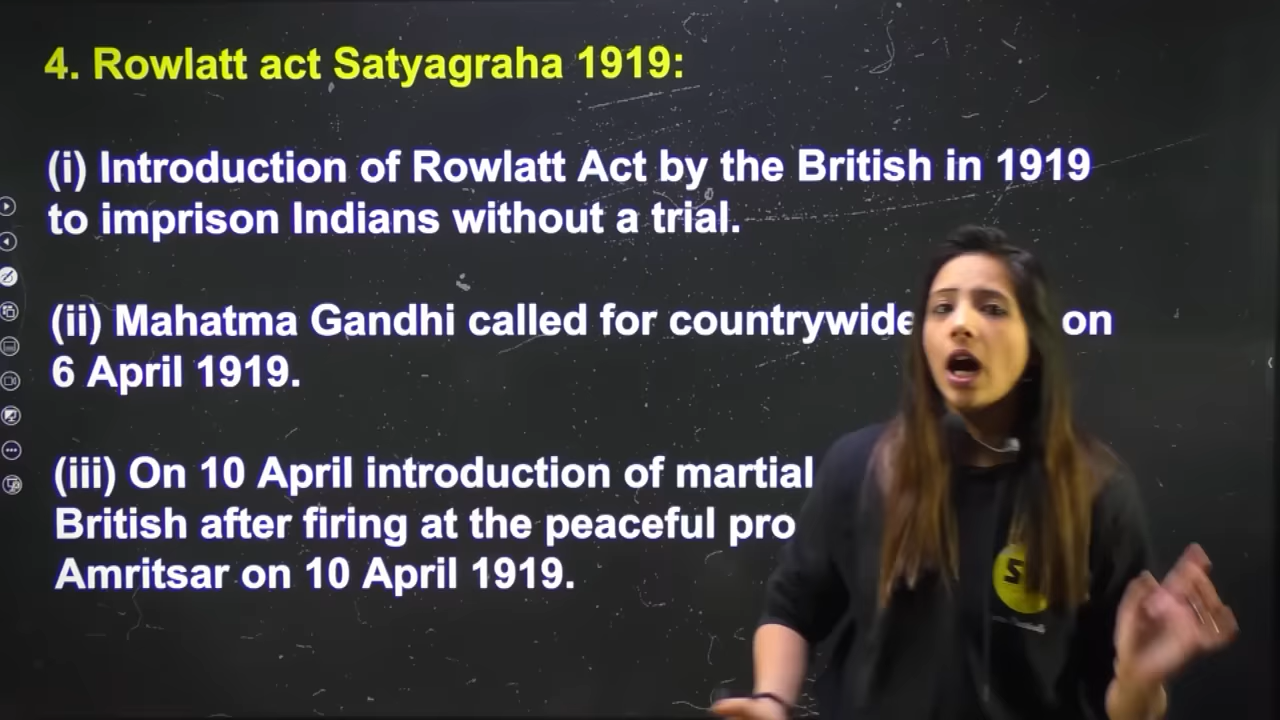 4. Rowlatt act Satyagraha 1919:
(i) Introduction of Rowlatt Act by the British in 1919
to imprison Indians without a trial.
(ii) Mahatma Gandhi called for countrywide on
6 April 1919.
(iii) On 10 April introduction of martial
British after firing at the peaceful pro
Amritsar on 10 April 1919.